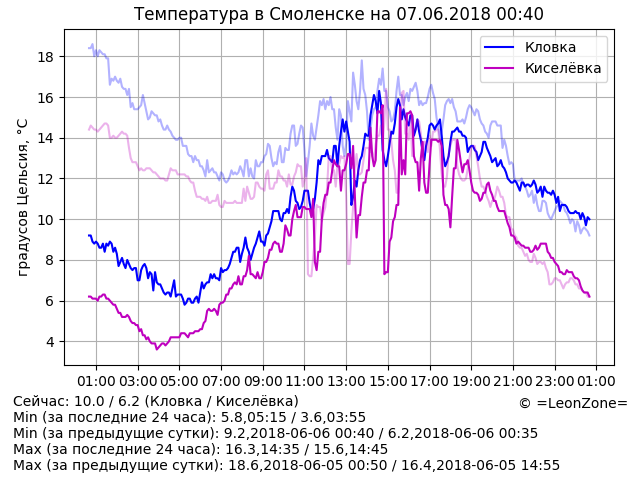 Температура в Смоленске на 07.06.2018 00:40
Кловка
Киселёвка
градусов Цельсия, °C
18
16
14
12
10
8
6
4
01:00 03:00 05:00 07:00 09:00 11:00 13:00 15:00 17:00 19:00 21:00 23:00 01:00
Сейчас: 10.0 / 6.2 (Кловка / Киселёвка)
© =LeonZone=
Min (за последние 24 часа): 5.8,05:15 / 3.6,03:55
Min (за предыдущие сутки): 9.2,2018-06-06 00:40 / 6.2,2018-06-06 00:35
Max (за последние 24 часа): 16.3,14:35 / 15.6,14:45
Max (за предыдущие сутки): 18.6,2018-06-05 00:50 / 16.4,2018-06-05 14:55